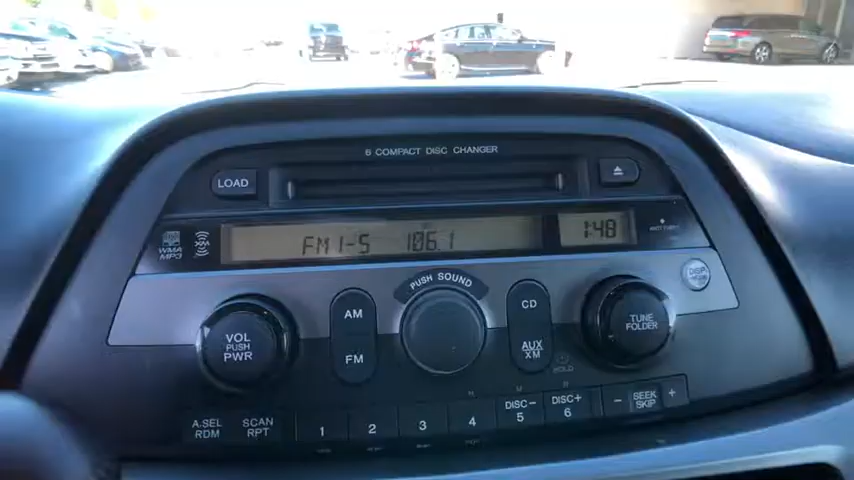 6 COMPACT DISC CHANGER
LOAD
WMA
MP3
XM
FM1-5 106.1 1:48
DISP
PUSH SOUND
VOL
PUSH
PWR
AM
FM
CD
AUX
XM
HOLD
TUNE
FOLDER
H M R
A.SEL
RDM
SCAN
RPT
1 2 3 4
DISC-
5
DISC+
6
- SEEK
SKIP +